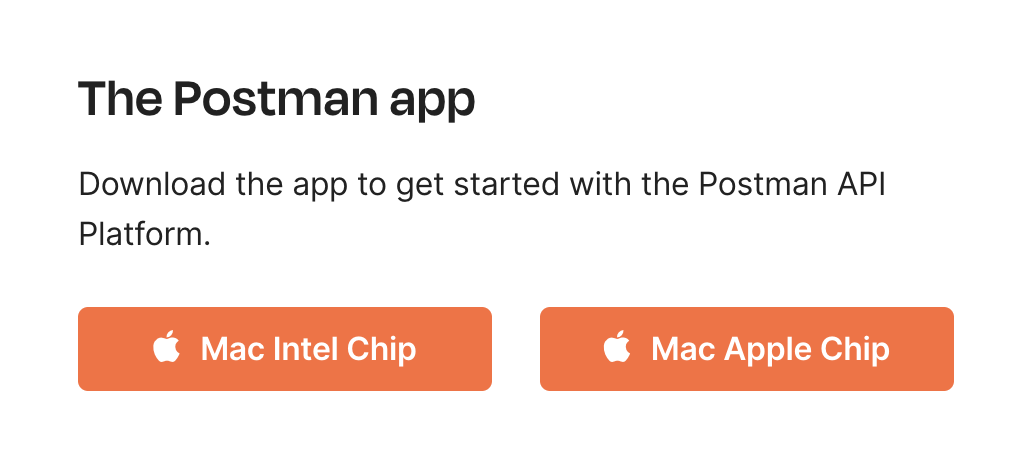 The Postman app
Download the app to get started with the Postman API
Platform.
Mac Intel Chip
Mac Apple Chip